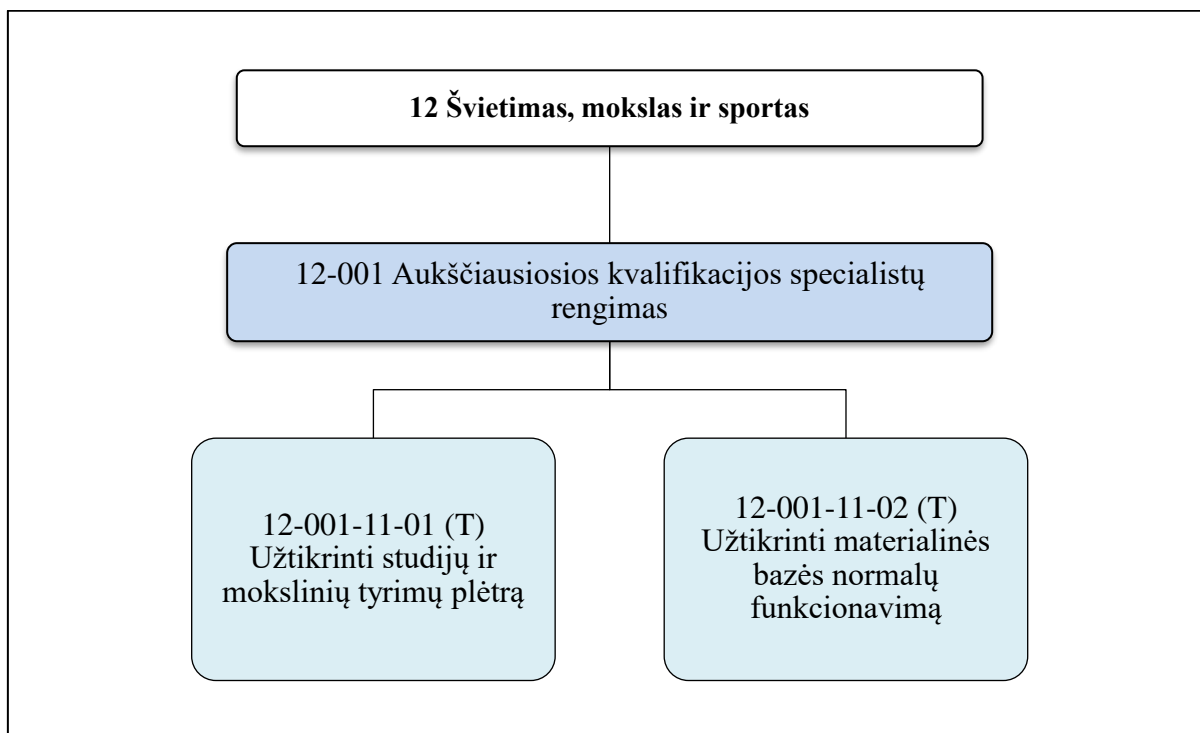 12 Švietimas, mokslas ir sportas
12-001 Aukščiausiosios kvalifikacijos specialistų
rengimas
12-001-11-01 (T)
Užtikrinti studijų ir
mokslinių tyrimų plėtrą
12-001-11-02 (T)
Užtikrinti materialinės
bazės normalų
funkcionavimą